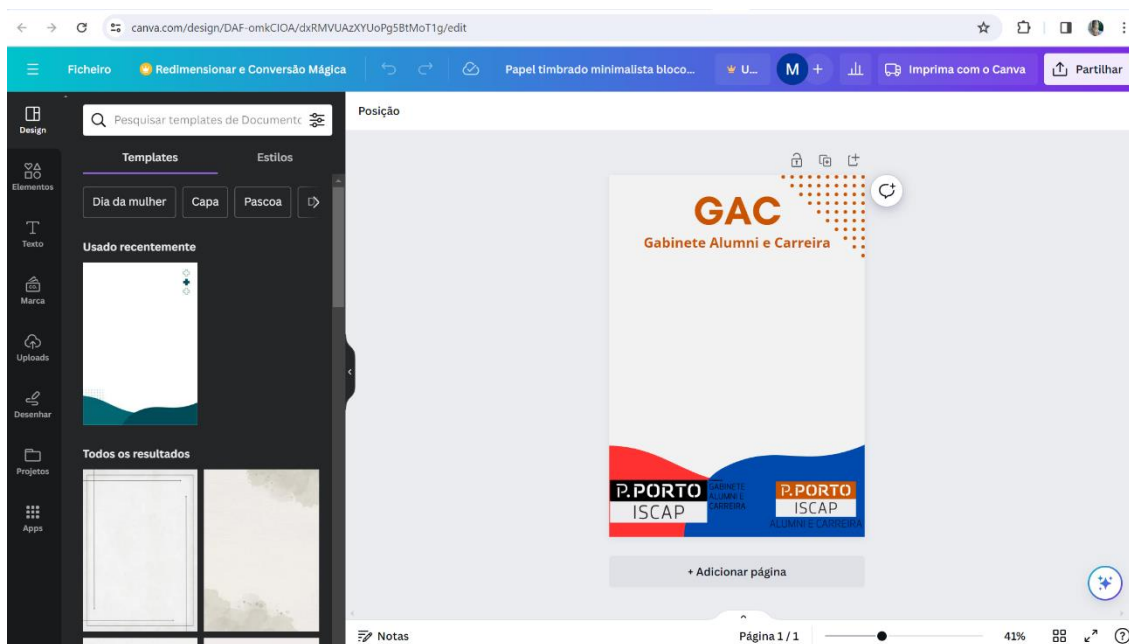 canva.com/design/DAF-omkCIOA/dxRMVUAzXYUoPg5BtMoT1g/edit
Ficheiro
Redimensionar e Conversão Mágica
Papel timbrado minimalista bloco...
U...
M
+
Imprima com o Canva
Partilhar
Design
Elementos
Texto
Marca
Uploads
Desenhar
Projetos
Apps
Pesquisar templates de Documento
Templates
Estilos
Dia da mulher
Capa
Pascoa
Usado recentemente
Todos os resultados
Posição
GAC
Gabinete Alumni e Carreira
P.PORTO
ISCAP
GABINETE
ALUMNI E
CARREIRA
P.PORTO
ISCAP
ALUMNI E CARREIRA
+ Adicionar página
Notas
Página 1 / 1
41%